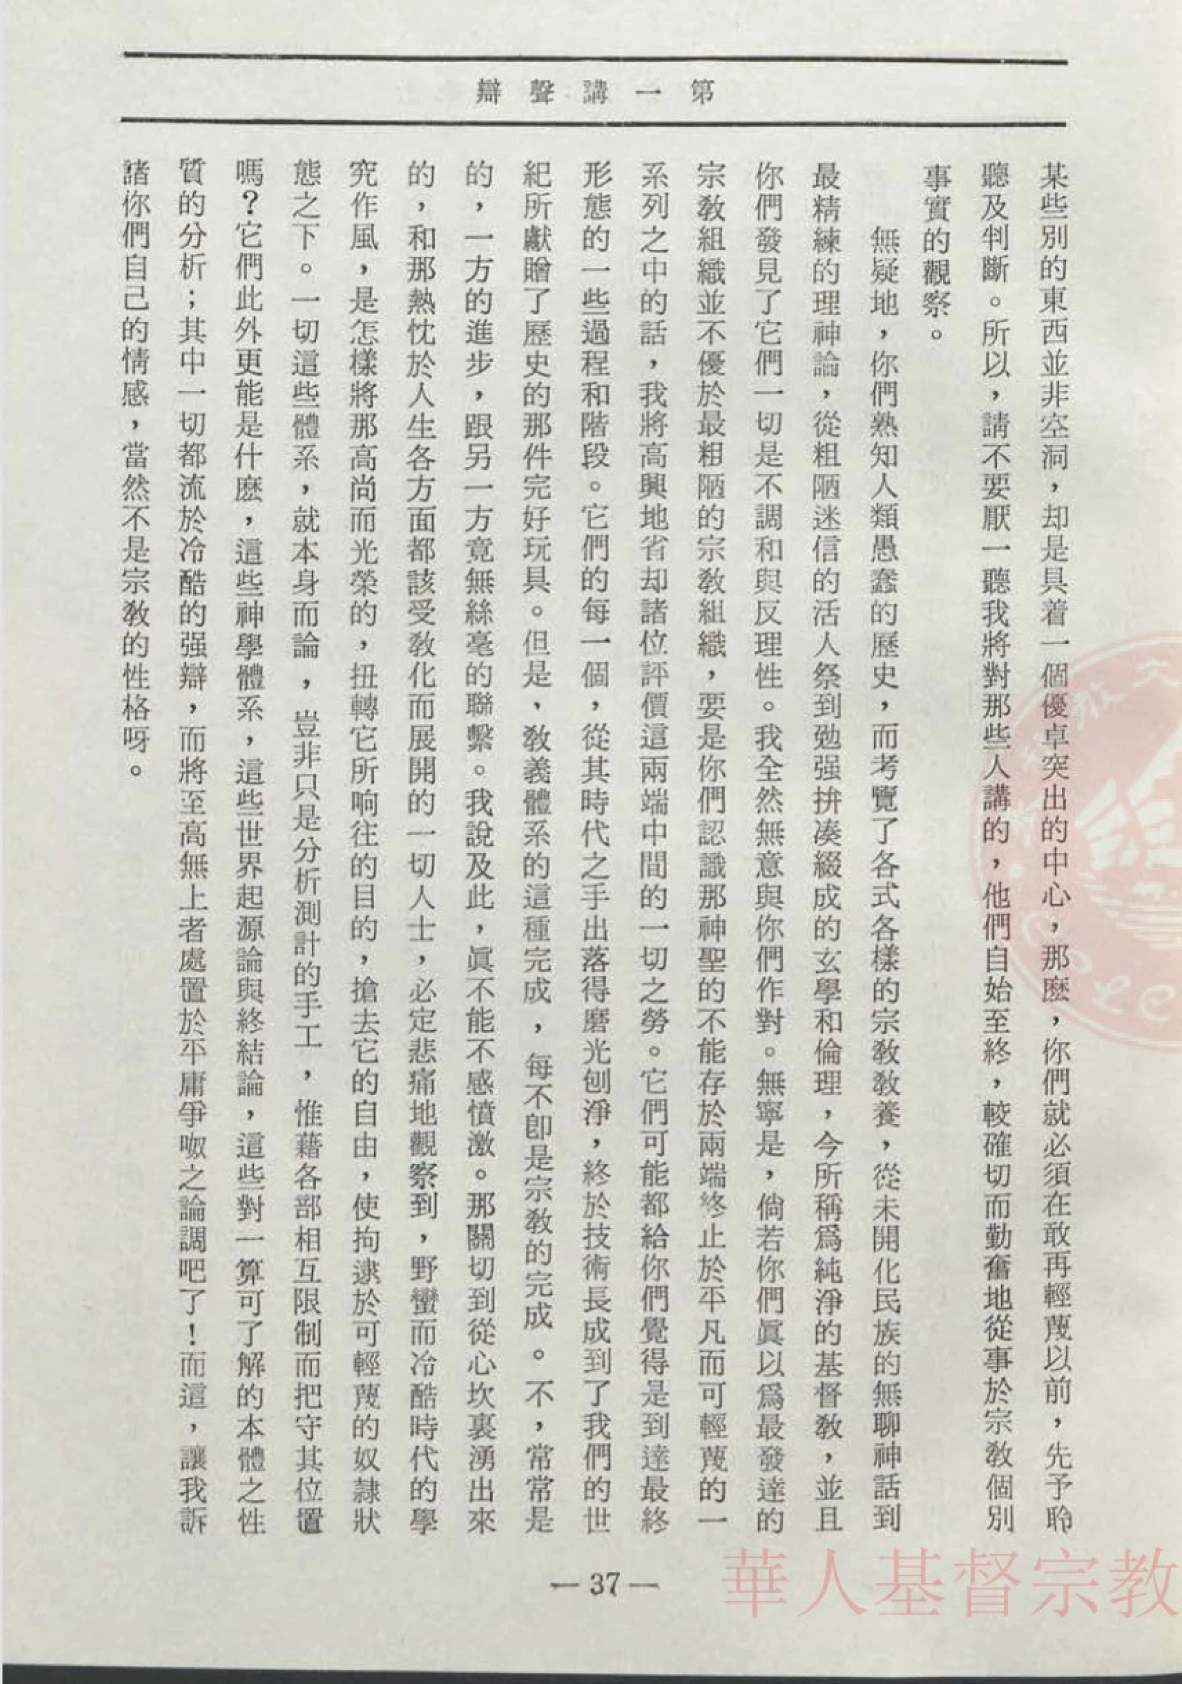 第一講聲辯
某些別的東西並非空洞，却是具着一個優卓突出的中心，那麽，你們就必須在敢再輕蔑以前，先予聆
聽及判斷。所以，請不要厭一聽我將對那些人講的，他們自始至終，較確切而勤奮地從事於宗教個別
事實的觀察。
無疑地，你們熟知人類愚蠢的歷史，而考覽了各式各樣的宗教教養，從未開化民族的無聊神話到
最精練的理神論，從粗陋迷信的活人祭到勉强拚凑綴成的玄學和倫理，今所稱爲純淨的基督教，並且
你們發見了它們一切是不調和與反理性。我全然無意與你們作對。無寧是，倘若你們眞以爲最發達的
宗教組織並不優於最粗陋的宗教組織，要是你們認識那神聖的不能存於兩端終止於平凡而可輕蔑的一
系列之中的話，我將高興地省却諸位評價這兩端中間的一切之勞。它們可能都給你們覺得是到達最終
形態的一些過程和階段。它們的每一個，從其時代之手出落得磨光刨淨，終於技術長成到了我們的世
紀所獻贈了歷史的那件完好玩具。但是、教義體系的這種完成，每不卽是宗教的完成。不，常常是
的，一方的進步，跟另一方竟無絲毫的聯繫。我說及此，眞不能不感憤激。那關切到從心坎裏湧出來
的，和那熱忱於人生各方面都該受教化而展開的一切人士，必定悲痛地觀察到，野蠻而冷酷時代的學
究作風，是怎樣將那高尚而光榮的，扭轉它所响往的目的，搶去它的自由，使拘逮於可輕蔑的奴隸狀
態之下。一切這些體系，就本身而論，豈非只是分析測計的手工，惟藉各部相互限制而把守其位置
嗎？它們此外更能是什麽，這些神學體系，這些世界起源論與終結論，這些對一算可了解的本體之性
質的分析；其中一切都流於冷酷的强辯，而將至高無上者處置於平庸爭呶之論調吧了！而這，讓我訴
諸你們自己的情感，當然不是宗教的性格呀。
—37—
華人基督宗教